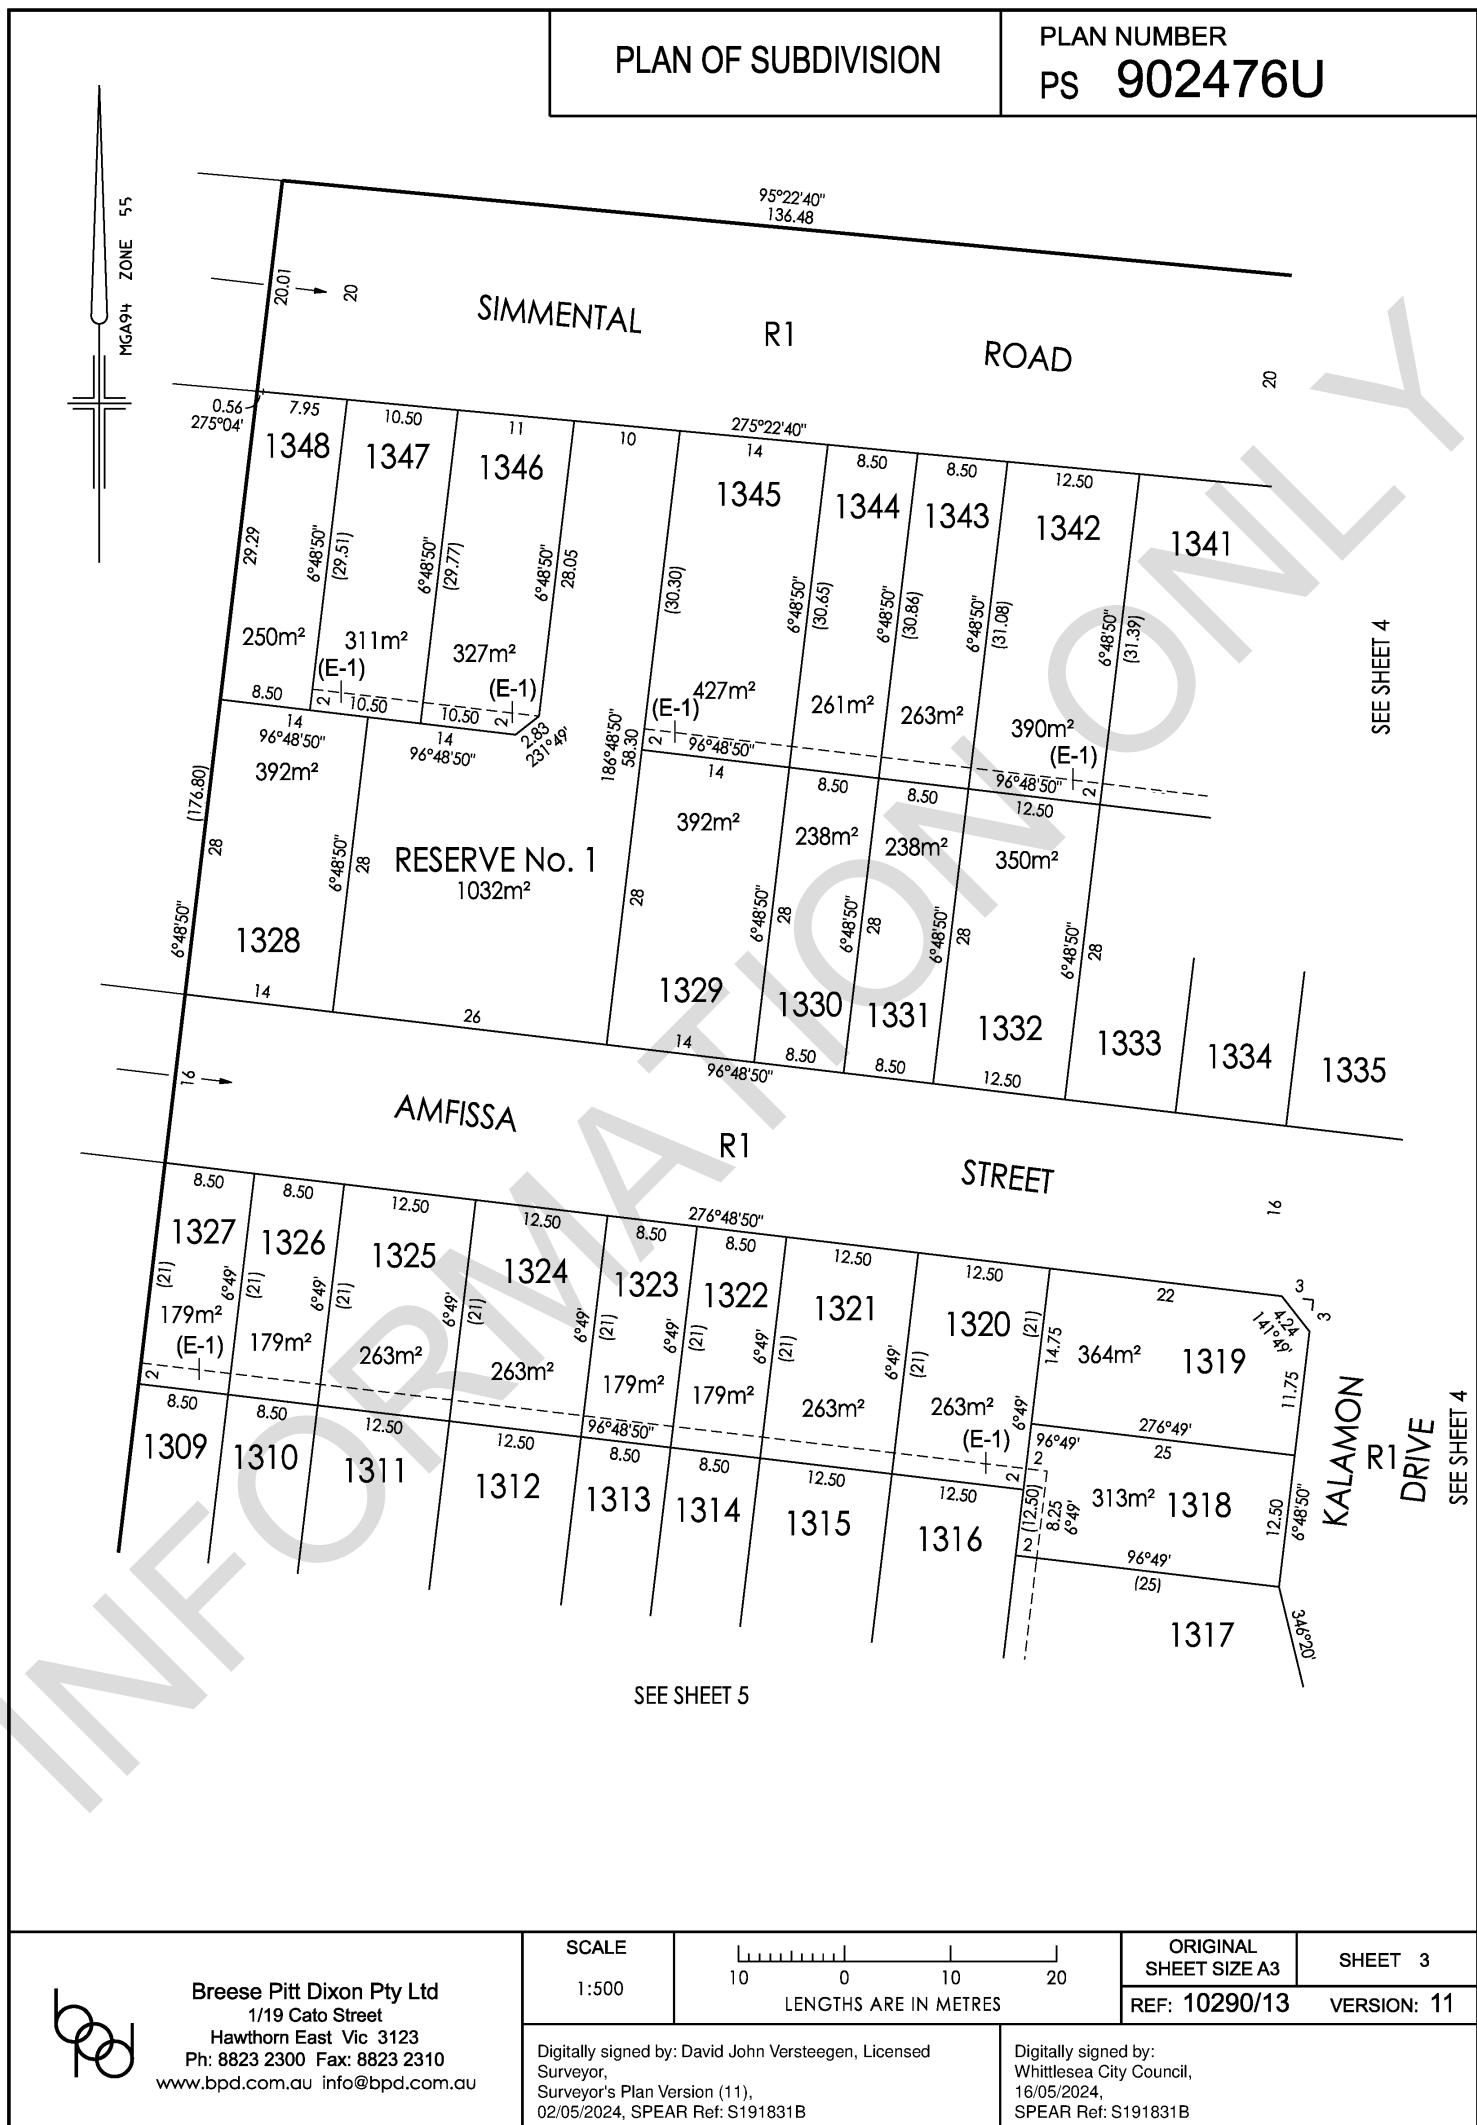 PLAN OF SUBDIVISION
PLAN NUMBER
PS 902476U
MGA94 ZONE 55
95°22'40"
136.48
20.01
20
SIMMENTAL
R1
ROAD
20
0.56
275°04'
7.95
10.50
11
10
275°22'40"
14
8.50
8.50
12.50
1348
1347
1346
1345
1344
1343
1342
1341
29.29
6°48'50"
(29.51)
6°48'50"
(29.77)
6°48'50"
28.05
(30.30)
6°48'50"
(30.65)
6°48'50"
(30.86)
6°48'50"
(31.08)
6°48'50"
(31.39)
SEE SHEET 4
250m²
311m²
327m²
427m²
261m²
263m²
390m²
(E-1)
(E-1)
(E-1)
(E-1)
8.50
2
10.50
10.50
2
2.83
231°49'
14
96°48'50"
14
96°48'50"
186°48'50"
58.30
2
96°48'50"
96°48'50"
2
14
8.50
8.50
12.50
392m²
392m²
238m²
238m²
350m²
(176.80)
28
6°48'50"
6°48'50"
28
RESERVE No. 1
1032m²
28
6°48'50"
28
6°48'50"
28
6°48'50"
28
6°48'50"
28
1328
1329
1330
1331
1332
1333
1334
1335
14
26
14
96°48'50"
8.50
8.50
12.50
16
AMFISSA
R1
STREET
16
8.50
8.50
12.50
12.50
276°48'50"
8.50
8.50
12.50
12.50
22
3
3
4.24
141°49'
1327
1326
1325
1324
1323
1322
1321
1320
1319
(21)
6°49'
(21)
6°49'
(21)
6°49'
(21)
6°49'
(21)
6°49'
(21)
6°49'
(21)
6°49'
(21)
(21)
14.75
6°49'
11.75
179m²
179m²
263m²
263m²
179m²
179m²
263m²
263m²
364m²
(E-1)
2
(E-1)
2
8.50
8.50
12.50
12.50
96°48'50"
8.50
8.50
12.50
12.50
96°49'
2
276°49'
25
1309
1310
1311
1312
1313
1314
1315
1316
(12.50)
8.25
6°49'
2
313m²
1318
12.50
6°48'50"
96°49'
(25)
1317
346°20'
KALAMON
R1
DRIVE
SEE SHEET 4
SEE SHEET 5
INFORMATION ONLY
bpd
Breese Pitt Dixon Pty Ltd
1/19 Cato Street
Hawthorn East Vic 3123
Ph: 8823 2300 Fax: 8823 2310
www.bpd.com.au info@bpd.com.au
SCALE
1:500
10 0 10 20
LENGTHS ARE IN METRES
ORIGINAL
SHEET SIZE A3
SHEET 3
REF: 10290/13
VERSION: 11
Digitally signed by: David John Versteegen, Licensed
Surveyor,
Surveyor's Plan Version (11),
02/05/2024, SPEAR Ref: S191831B
Digitally signed by:
Whittlesea City Council,
16/05/2024,
SPEAR Ref: S191831B